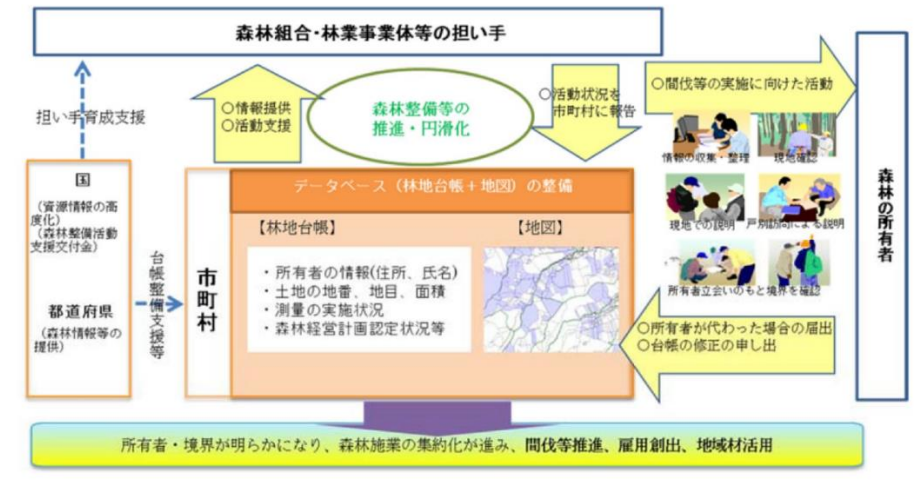 森林組合・林業事業体等の担い手
担い手育成支援
○情報提供
○活動支援
森林整備等の
推進・円滑化
○活動状況を
市町村に報告
○間伐等の実施に向けた活動
情報の収集・整理
現地確認
現地での説明
戸別訪問による説明
所有者立会いのもと境界を確認
森林の所有者
国
(資源情報の高
度化)
(森林整備活動
支援交付金)
都道府県
(森林情報等の
提供)
台帳整備支援等
市町村
データベース（林地台帳＋地図）の整備
【林地台帳】
・所有者の情報(住所、氏名)
・土地の地番、地目、面積
・測量の実施状況
・森林経営計画認定状況等
【地図】
○所有者が代わった場合の届出
○台帳の修正の申し出
所有者・境界が明らかになり、森林施業の集約化が進み、間伐等推進、雇用創出、地域材活用